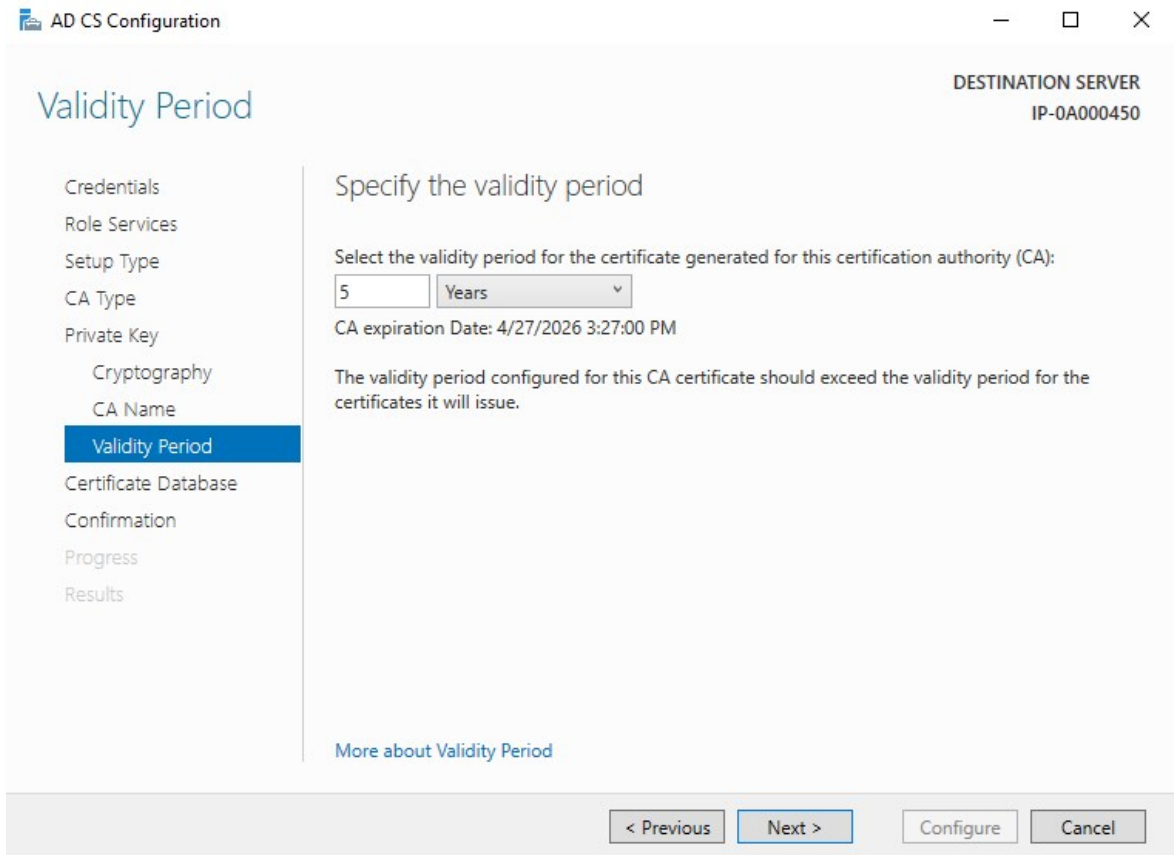 AD CS Configuration
Validity Period
DESTINATION SERVER
IP-0A000450
Credentials
Role Services
Setup Type
CA Type
Private Key
Cryptography
CA Name
Validity Period
Certificate Database
Confirmation
Progress
Results
Specify the validity period
Select the validity period for the certificate generated for this certification authority (CA):
5 Years
CA expiration Date: 4/27/2026 3:27:00 PM
The validity period configured for this CA certificate should exceed the validity period for the
certificates it will issue.
More about Validity Period
< Previous Next > Configure Cancel